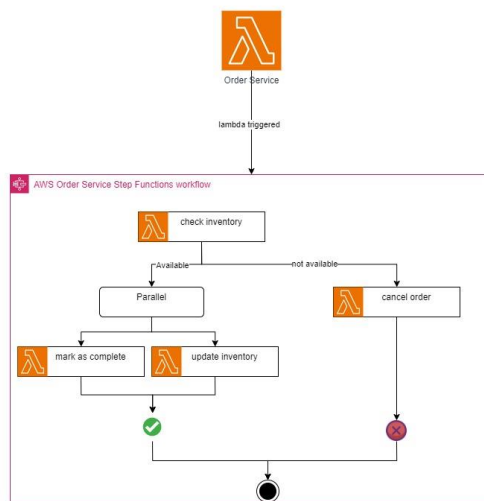 Order Service
lambda triggered
AWS Order Service Step Functions workflow
check inventory
Available
not available
Parallel
cancel order
mark as complete
update inventory